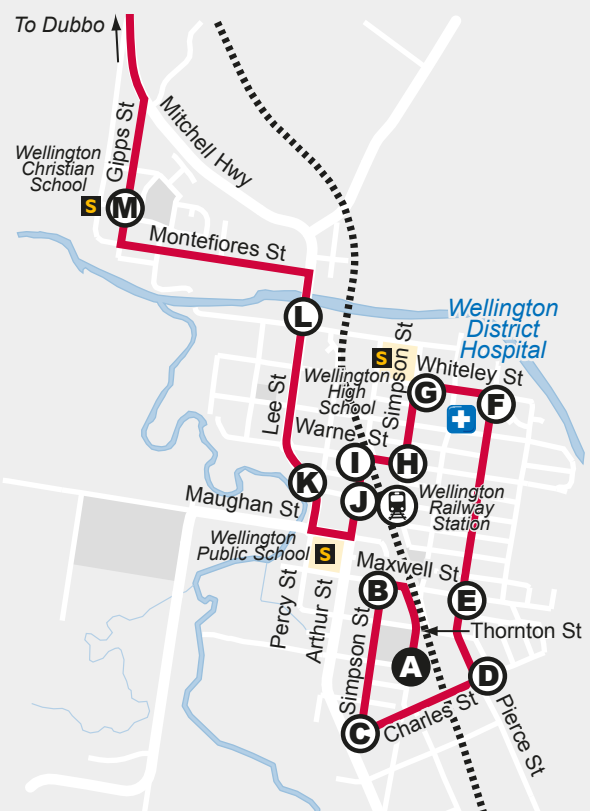 To Dubbo
Gipps St
Mitchell Hwy
Wellington
Christian
School
S
M
Montefiores St
L
Wellington
District
Hospital
S
Simpson St
Whiteley St
Wellington
High
School
G
F
Lee St
Warne St
I
H
K
J
Maughan St
Wellington
Railway
Station
Wellington
Public School
S
Maxwell St
B
E
Percy St
Arthur St
Simpson St
Thornton St
A
D
C
Charles St
Pierce St